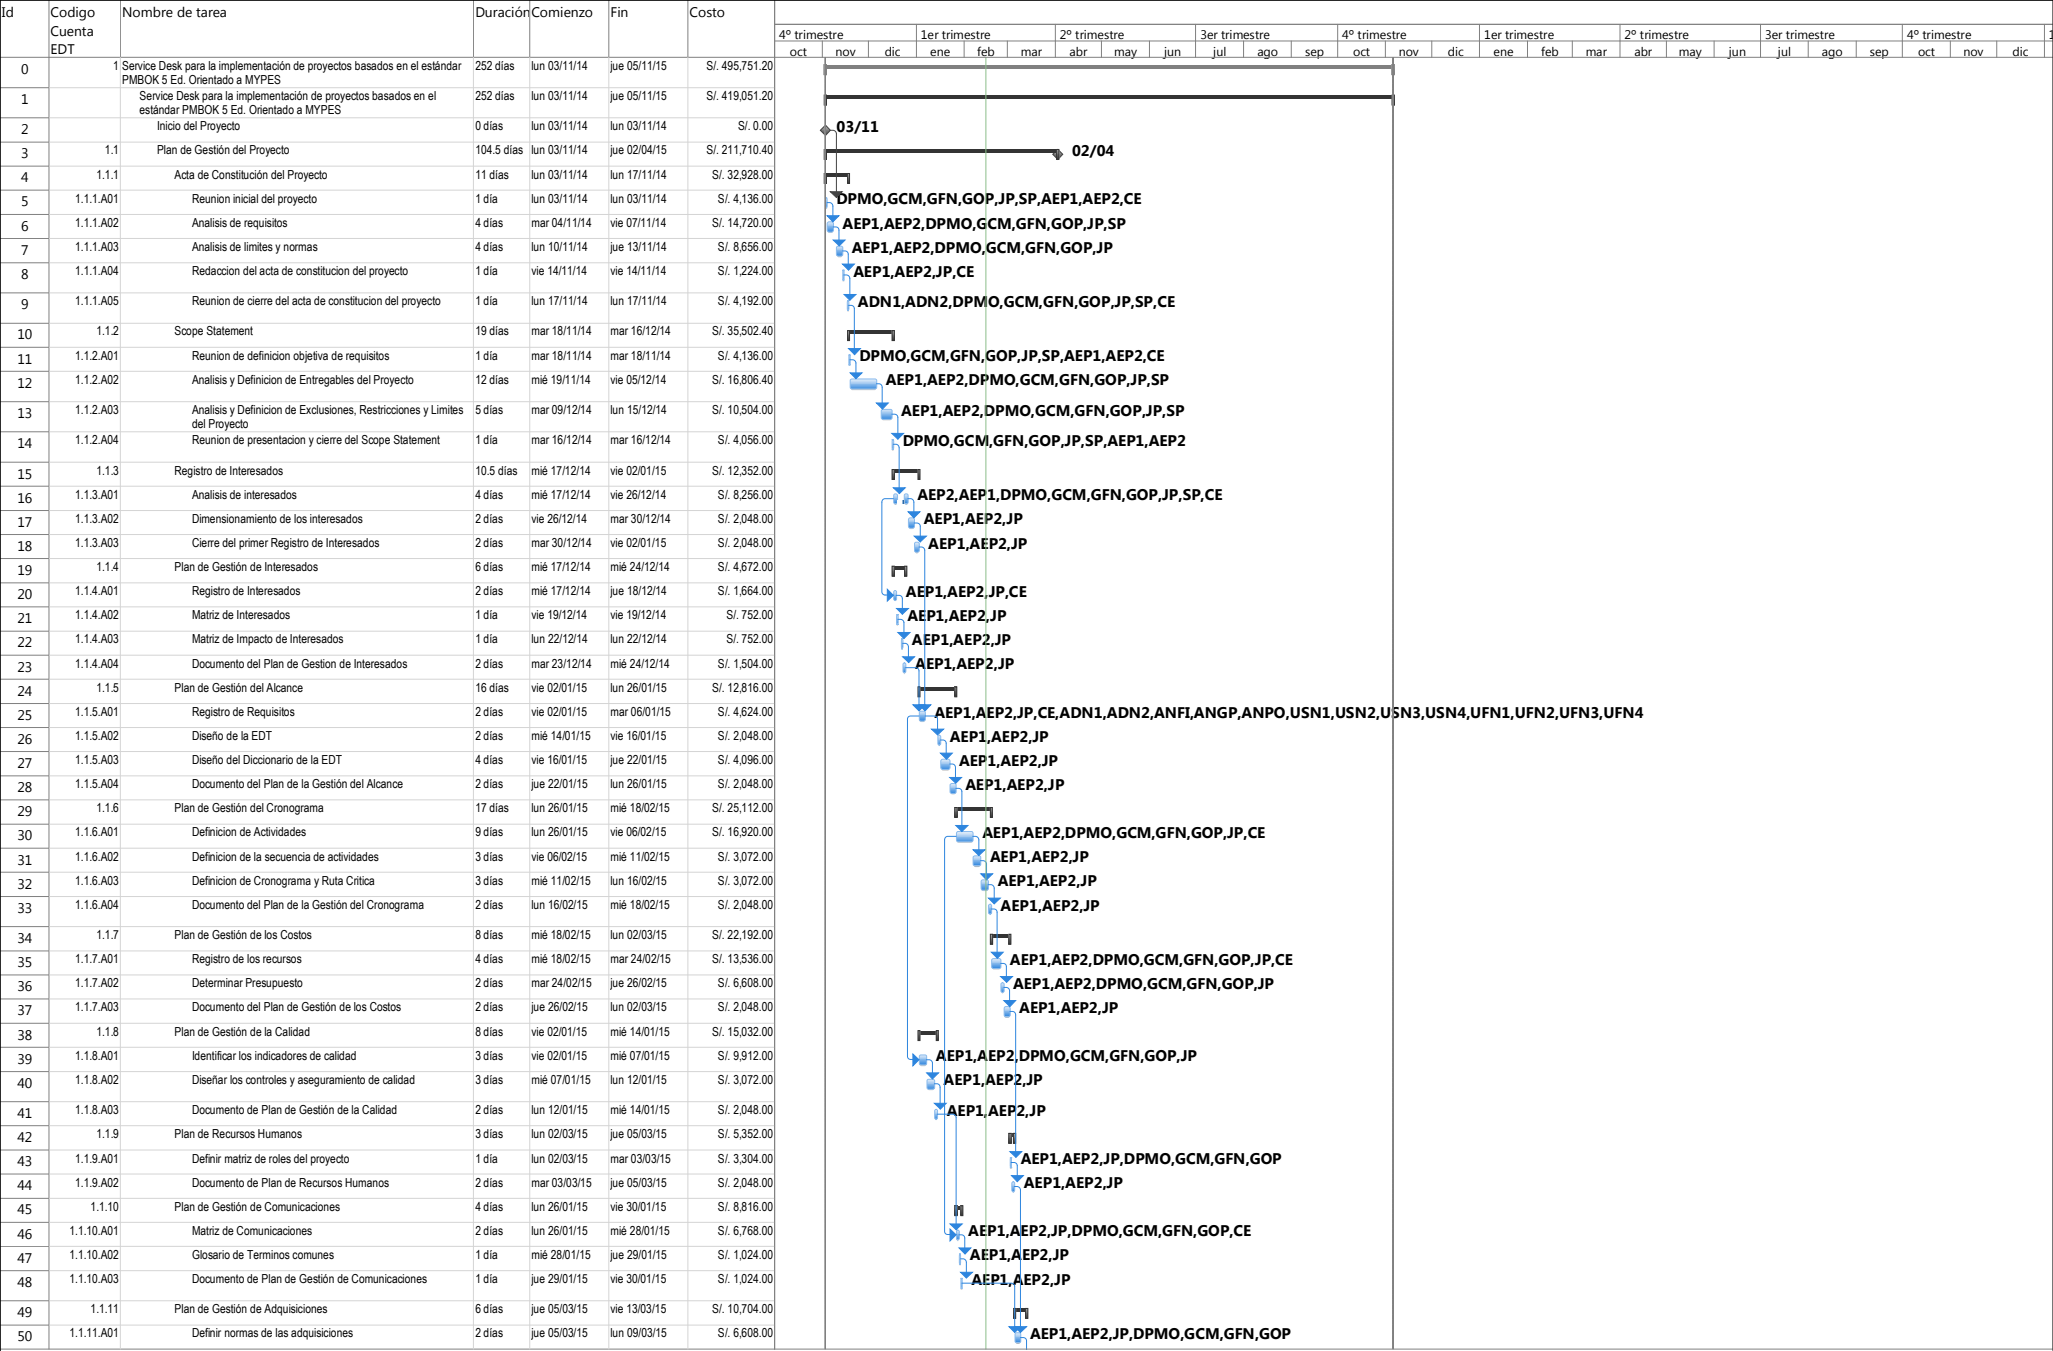 Id Codigo Cuenta EDT Nombre de tarea Duración Comienzo Fin Costo
4º trimestre 1er trimestre 2º trimestre 3er trimestre 4º trimestre 1er trimestre 2º trimestre 3er trimestre 4º trimestre 1
oct nov dic ene feb mar abr may jun jul ago sep oct nov dic ene feb mar abr may jun jul ago sep oct nov dic
0 1 Service Desk para la implementación de proyectos basados en el estándar PMBOK 5 Ed. Orientado a MYPES 252 días lun 03/11/14 jue 05/11/15 S/. 495,751.20
1 Service Desk para la implementación de proyectos basados en el estándar PMBOK 5 Ed. Orientado a MYPES 252 días lun 03/11/14 jue 05/11/15 S/. 419,051.20
2 Inicio del Proyecto 0 días lun 03/11/14 lun 03/11/14 S/. 0.00 03/11
3 1.1 Plan de Gestión del Proyecto 104.5 días lun 03/11/14 jue 02/04/15 S/. 211,710.40 02/04
4 1.1.1 Acta de Constitución del Proyecto 11 días lun 03/11/14 lun 17/11/14 S/. 32,928.00
5 1.1.1.A01 Reunion inicial del proyecto 1 día lun 03/11/14 lun 03/11/14 S/. 4,136.00 DPMO,GCM,GFN,GOP,JP,SP,AEP1,AEP2,CE
6 1.1.1.A02 Analisis de requisitos 4 días mar 04/11/14 vie 07/11/14 S/. 14,720.00 AEP1,AEP2,DPMO,GCM,GFN,GOP,JP,SP
7 1.1.1.A03 Analisis de limites y normas 4 días lun 10/11/14 jue 13/11/14 S/. 8,656.00 AEP1,AEP2,DPMO,GCM,GFN,GOP,JP
8 1.1.1.A04 Redaccion del acta de constitucion del proyecto 1 día vie 14/11/14 vie 14/11/14 S/. 1,224.00 AEP1,AEP2,JP,CE
9 1.1.1.A05 Reunion de cierre del acta de constitucion del proyecto 1 día lun 17/11/14 lun 17/11/14 S/. 4,192.00 ADN1,ADN2,DPMO,GCM,GFN,GOP,JP,SP,CE
10 1.1.2 Scope Statement 19 días mar 18/11/14 mar 16/12/14 S/. 35,502.40
11 1.1.2.A01 Reunion de definicion objetiva de requisitos 1 día mar 18/11/14 mar 18/11/14 S/. 4,136.00 DPMO,GCM,GFN,GOP,JP,SP,AEP1,AEP2,CE
12 1.1.2.A02 Analisis y Definicion de Entregables del Proyecto 12 días mié 19/11/14 vie 05/12/14 S/. 16,806.40 AEP1,AEP2,DPMO,GCM,GFN,GOP,JP,SP
13 1.1.2.A03 Analisis y Definicion de Exclusiones, Restricciones y Limites del Proyecto 5 días mar 09/12/14 lun 15/12/14 S/. 10,504.00 AEP1,AEP2,DPMO,GCM,GFN,GOP,JP,SP
14 1.1.2.A04 Reunion de presentacion y cierre del Scope Statement 1 día mar 16/12/14 mar 16/12/14 S/. 4,056.00 DPMO,GCM,GFN,GOP,JP,SP,AEP1,AEP2
15 1.1.3 Registro de Interesados 10.5 días mié 17/12/14 vie 02/01/15 S/. 12,352.00
16 1.1.3.A01 Analisis de interesados 4 días mié 17/12/14 vie 26/12/14 S/. 8,256.00 AEP2,AEP1,DPMO,GCM,GFN,GOP,JP,SP,CE
17 1.1.3.A02 Dimensionamiento de los interesados 2 días vie 26/12/14 mar 30/12/14 S/. 2,048.00 AEP1,AEP2,JP
18 1.1.3.A03 Cierre del primer Registro de Interesados 2 días mar 30/12/14 vie 02/01/15 S/. 2,048.00 AEP1,AEP2,JP
19 1.1.4 Plan de Gestión de Interesados 6 días mié 17/12/14 mié 24/12/14 S/. 4,672.00
20 1.1.4.A01 Registro de Interesados 2 días mié 17/12/14 jue 18/12/14 S/. 1,664.00 AEP1,AEP2,JP,CE
21 1.1.4.A02 Matriz de Interesados 1 día vie 19/12/14 vie 19/12/14 S/. 752.00 AEP1,AEP2,JP
22 1.1.4.A03 Matriz de Impacto de Interesados 1 día lun 22/12/14 lun 22/12/14 S/. 752.00 AEP1,AEP2,JP
23 1.1.4.A04 Documento del Plan de Gestion de Interesados 2 días mar 23/12/14 mié 24/12/14 S/. 1,504.00 AEP1,AEP2,JP
24 1.1.5 Plan de Gestión del Alcance 16 días vie 02/01/15 lun 26/01/15 S/. 12,816.00
25 1.1.5.A01 Registro de Requisitos 2 días vie 02/01/15 mar 06/01/15 S/. 4,624.00 AEP1,AEP2,JP,CE,ADN1,ADN2,ANFI,ANGP,ANPO,USN1,USN2,USN3,USN4,UFN1,UFN2,UFN3,UFN4
26 1.1.5.A02 Diseño de la EDT 2 días mié 14/01/15 vie 16/01/15 S/. 2,048.00 AEP1,AEP2,JP
27 1.1.5.A03 Diseño del Diccionario de la EDT 4 días vie 16/01/15 jue 22/01/15 S/. 4,096.00 AEP1,AEP2,JP
28 1.1.5.A04 Documento del Plan de la Gestión del Alcance 2 días jue 22/01/15 lun 26/01/15 S/. 2,048.00 AEP1,AEP2,JP
29 1.1.6 Plan de Gestión del Cronograma 17 días lun 26/01/15 mié 18/02/15 S/. 25,112.00
30 1.1.6.A01 Definicion de Actividades 9 días lun 26/01/15 vie 06/02/15 S/. 16,920.00 AEP1,AEP2,DPMO,GCM,GFN,GOP,JP,CE
31 1.1.6.A02 Definicion de la secuencia de actividades 3 días vie 06/02/15 mié 11/02/15 S/. 3,072.00 AEP1,AEP2,JP
32 1.1.6.A03 Definicion de Cronograma y Ruta Critica 3 días mié 11/02/15 lun 16/02/15 S/. 3,072.00 AEP1,AEP2,JP
33 1.1.6.A04 Documento del Plan de la Gestión del Cronograma 2 días lun 16/02/15 mié 18/02/15 S/. 2,048.00 AEP1,AEP2,JP
34 1.1.7 Plan de Gestión de los Costos 8 días mié 18/02/15 lun 02/03/15 S/. 22,192.00
35 1.1.7.A01 Registro de los recursos 4 días mié 18/02/15 mar 24/02/15 S/. 13,536.00 AEP1,AEP2,DPMO,GCM,GFN,GOP,JP,CE
36 1.1.7.A02 Determinar Presupuesto 2 días mar 24/02/15 jue 26/02/15 S/. 6,608.00 AEP1,AEP2,DPMO,GCM,GFN,GOP,JP
37 1.1.7.A03 Documento del Plan de Gestión de los Costos 2 días jue 26/02/15 lun 02/03/15 S/. 2,048.00 AEP1,AEP2,JP
38 1.1.8 Plan de Gestión de la Calidad 8 días vie 02/01/15 mié 14/01/15 S/. 15,032.00
39 1.1.8.A01 Identificar los indicadores de calidad 3 días vie 02/01/15 mié 07/01/15 S/. 9,912.00 AEP1,AEP2,DPMO,GCM,GFN,GOP,JP
40 1.1.8.A02 Diseñar los controles y aseguramiento de calidad 3 días mié 07/01/15 lun 12/01/15 S/. 3,072.00 AEP1,AEP2,JP
41 1.1.8.A03 Documento de Plan de Gestión de la Calidad 2 días lun 12/01/15 mié 14/01/15 S/. 2,048.00 AEP1,AEP2,JP
42 1.1.9 Plan de Recursos Humanos 3 días lun 02/03/15 jue 05/03/15 S/. 5,352.00
43 1.1.9.A01 Definir matriz de roles del proyecto 1 día lun 02/03/15 mar 03/03/15 S/. 3,304.00 AEP1,AEP2,JP,DPMO,GCM,GFN,GOP
44 1.1.9.A02 Documento de Plan de Recursos Humanos 2 días mar 03/03/15 jue 05/03/15 S/. 2,048.00 AEP1,AEP2,JP
45 1.1.10 Plan de Gestión de Comunicaciones 4 días lun 26/01/15 vie 30/01/15 S/. 8,816.00
46 1.1.10.A01 Matriz de Comunicaciones 2 días lun 26/01/15 mié 28/01/15 S/. 6,768.00 AEP1,AEP2,JP,DPMO,GCM,GFN,GOP,CE
47 1.1.10.A02 Glosario de Terminos comunes 1 día mié 28/01/15 jue 29/01/15 S/. 1,024.00 AEP1,AEP2,JP
48 1.1.10.A03 Documento de Plan de Gestión de Comunicaciones 1 día jue 29/01/15 vie 30/01/15 S/. 1,024.00 AEP1,AEP2,JP
49 1.1.11 Plan de Gestión de Adquisiciones 6 días jue 05/03/15 vie 13/03/15 S/. 10,704.00
50 1.1.11.A01 Definir normas de las adquisiciones 2 días jue 05/03/15 lun 09/03/15 S/. 6,608.00 AEP1,AEP2,JP,DPMO,GCM,GFN,GOP